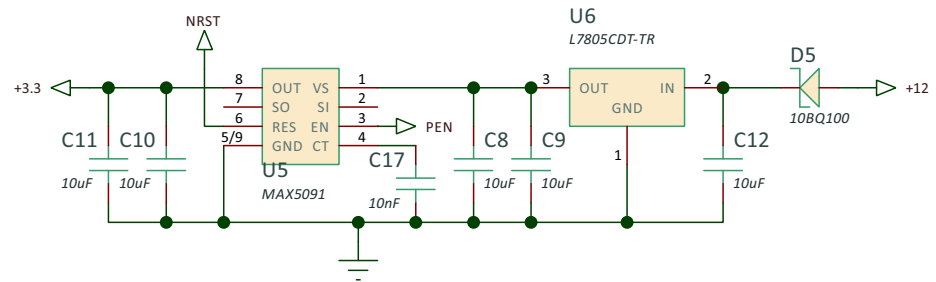 U6
L7805CDT-TR
NRST
D5
+3.3
8
OUT
VS
1
3
OUT
IN
2
+12
7
SO
SI
2
GND
10BQ100
6
RES
EN
3
PEN
5/9
GND
CT
4
C11
C10
U5
C17
C8
C9
1
C12
10uF
10uF
MAX5091
10nF
10uF
10uF
10uF